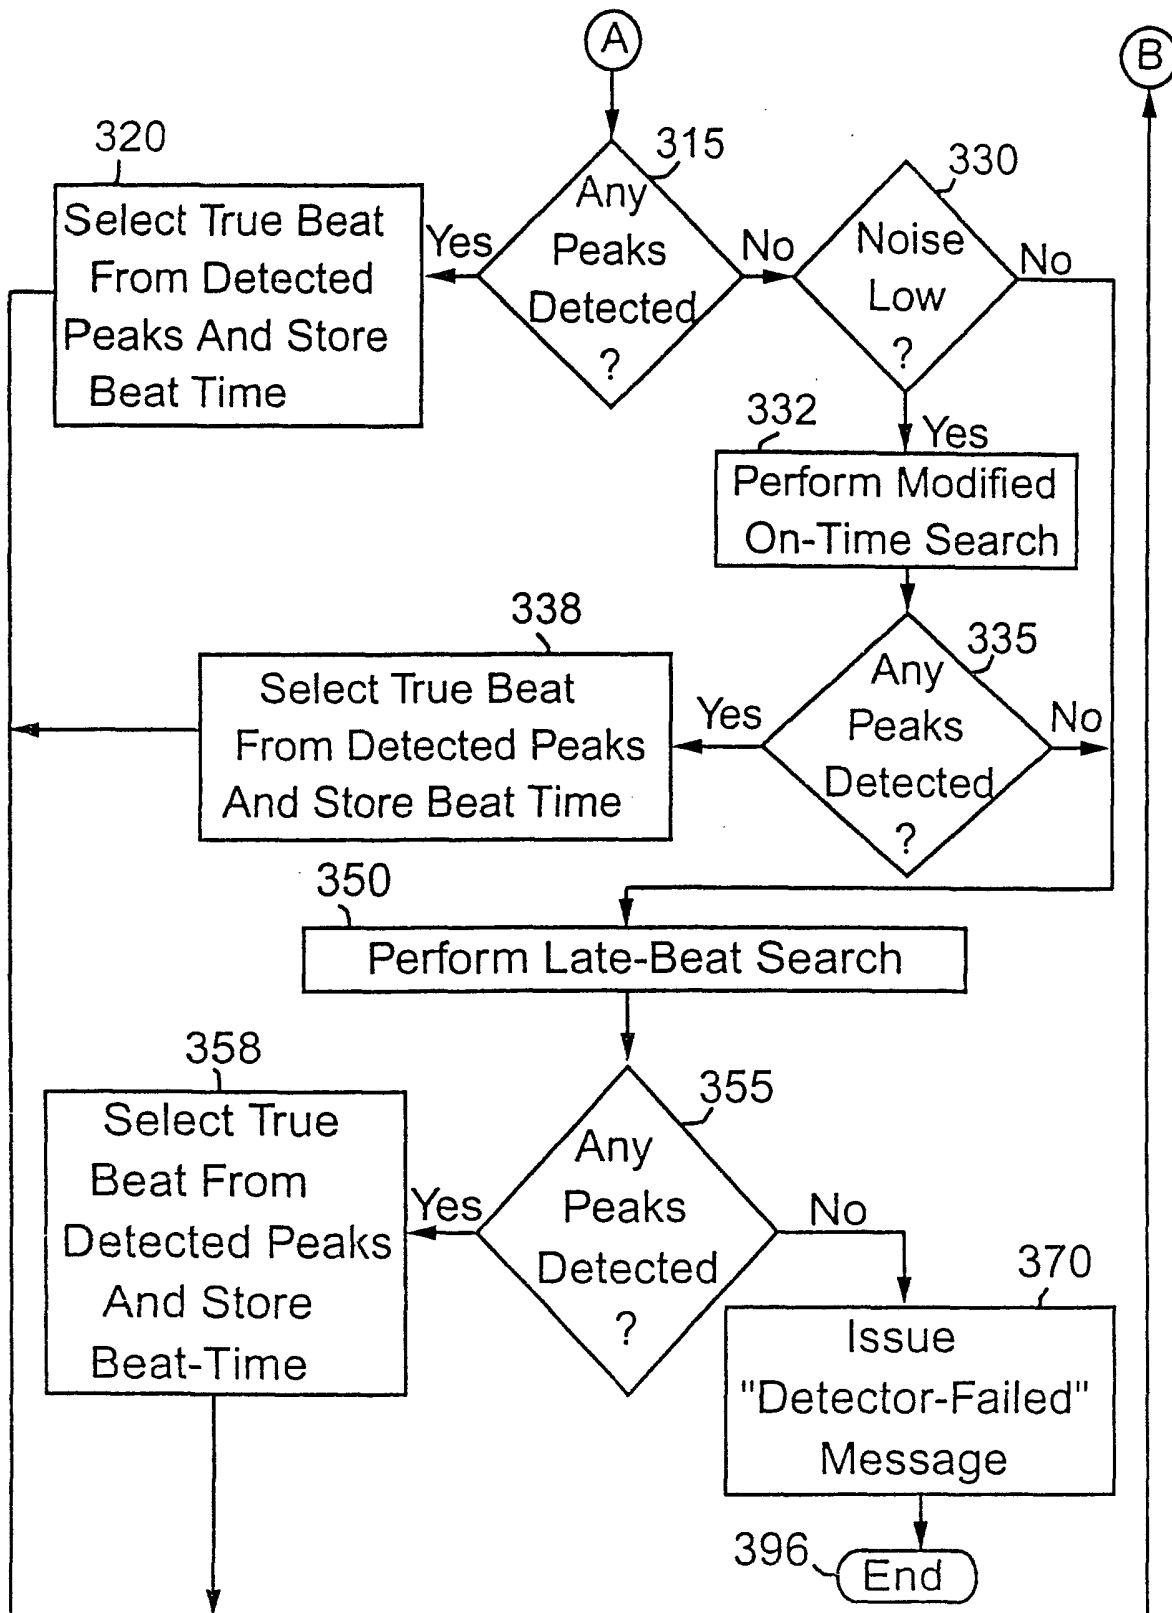 A
B
320
315
330
Select True Beat
From Detected
Peaks And Store
Beat Time
Yes
Any
Peaks
Detected
?
No
Noise
Low
?
No
332
Yes
Perform Modified
On-Time Search
338
335
Select True Beat
From Detected Peaks
And Store Beat Time
Yes
Any
Peaks
Detected
?
No
350
Perform Late-Beat Search
358
355
Select True
Beat From
Detected Peaks
And Store
Beat-Time
Yes
Any
Peaks
Detected
?
No
370
Issue
"Detector-Failed"
Message
396
End